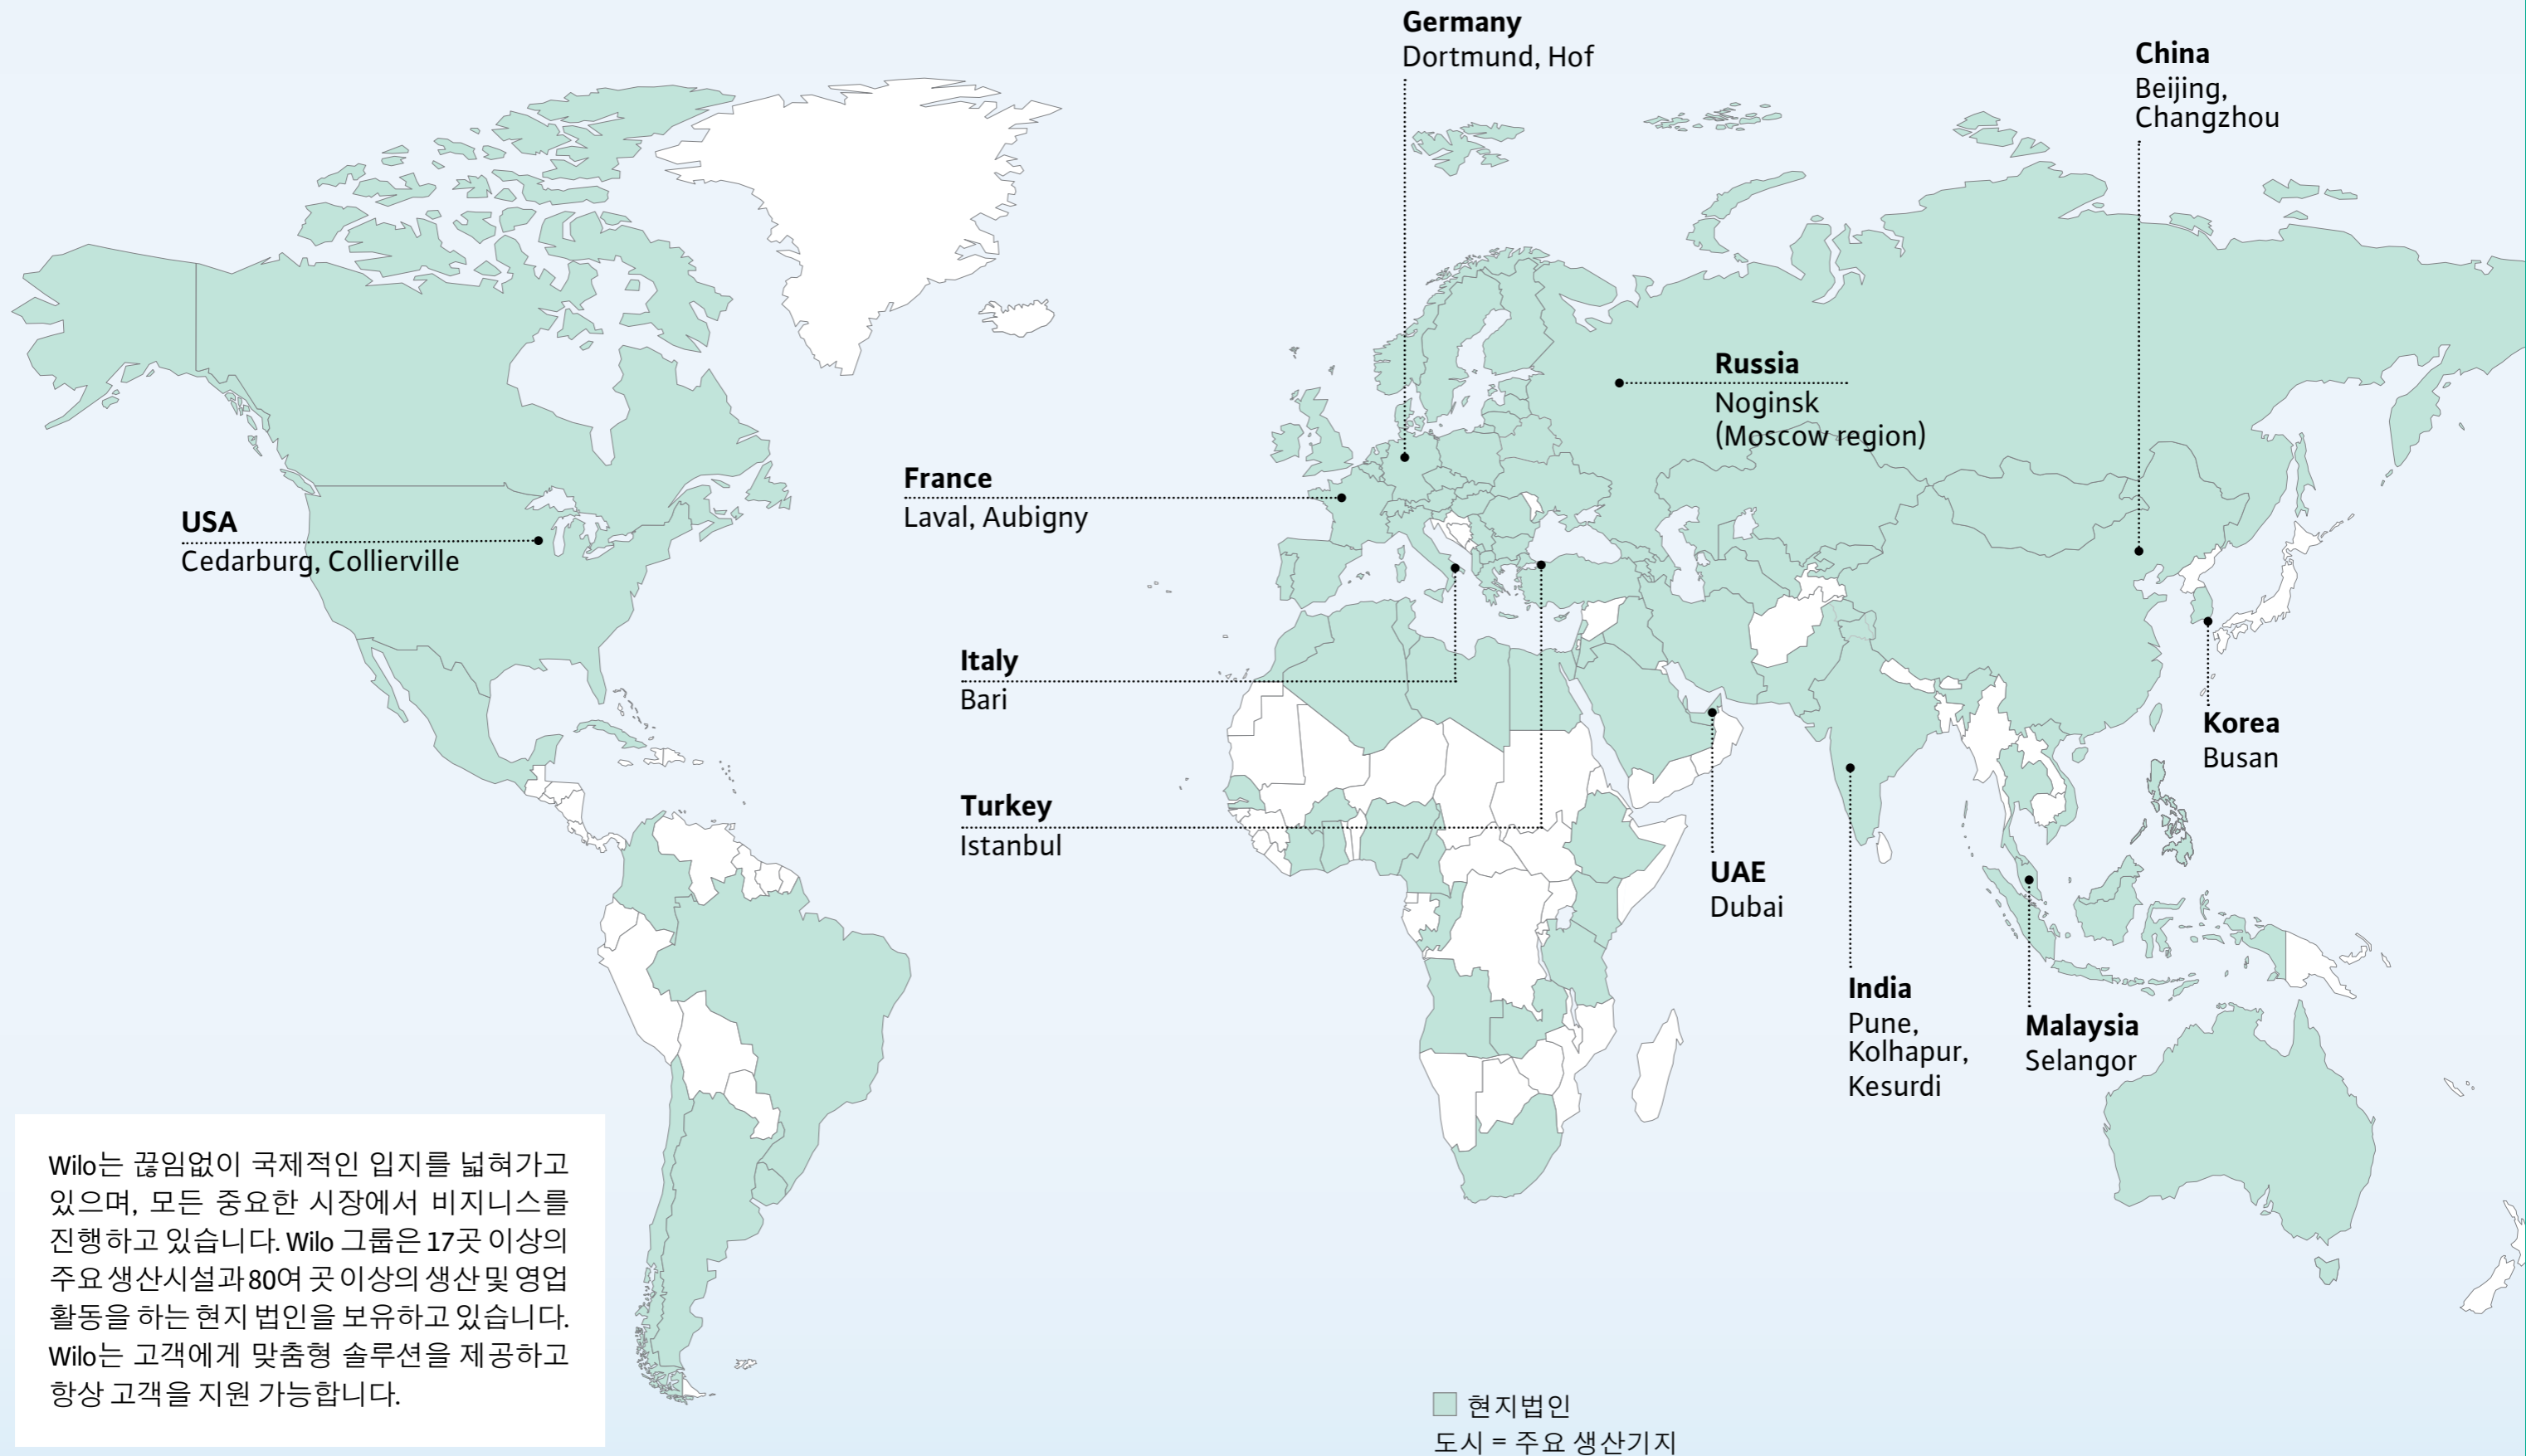 Germany
Dortmund, Hof
China
Beijing,
Changzhou
Russia
Noginsk
(Moscow region)
France
Laval, Aubigny
USA
Cedarburg, Collierville
Italy
Bari
Korea
Busan
Turkey
Istanbul
UAE
Dubai
India
Pune,
Kolhapur,
Kesurdi
Malaysia
Selangor
Wilo는 끊임없이 국제적인 입지를 넓혀가고
있으며, 모든 중요한 시장에서 비지니스를
진행하고 있습니다. Wilo 그룹은 17곳 이상의
주요 생산시설과 80여 곳 이상의 생산 및 영업
활동을 하는 현지 법인을 보유하고 있습니다.
Wilo는 고객에게 맞춤형 솔루션을 제공하고
항상 고객을 지원 가능합니다.
현지법인
도시 = 주요 생산기지